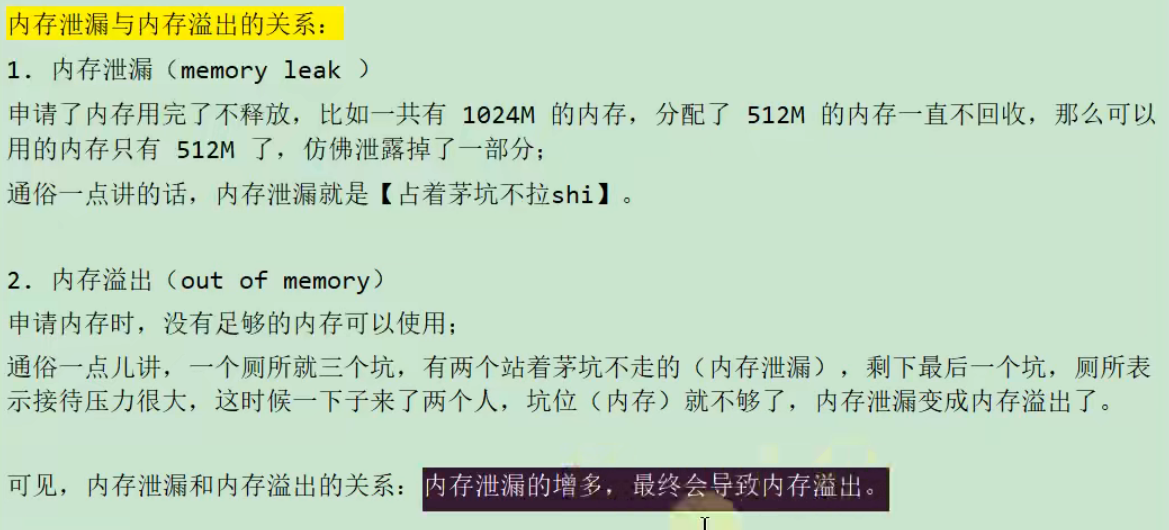 内存泄漏与内存溢出的关系：
1. 内存泄漏（memory leak ）
申请了内存用完了不释放，比如一共有 1024M 的内存，分配了 512M 的内存一直不回收，那么可以
用的内存只有 512M 了，仿佛泄露掉了一部分；
通俗一点讲的话，内存泄漏就是【占着茅坑不拉shi】。
2. 内存溢出（out of memory）
申请内存时，没有足够的内存可以使用；
通俗一点儿讲，一个厕所就三个坑，有两个站着茅坑不走的（内存泄漏），剩下最后一个坑，厕所表
示接待压力很大，这时候一下子来了两个人，坑位（内存）就不够了，内存泄漏变成内存溢出了。
可见，内存泄漏和内存溢出的关系：内存泄漏的增多，最终会导致内存溢出。